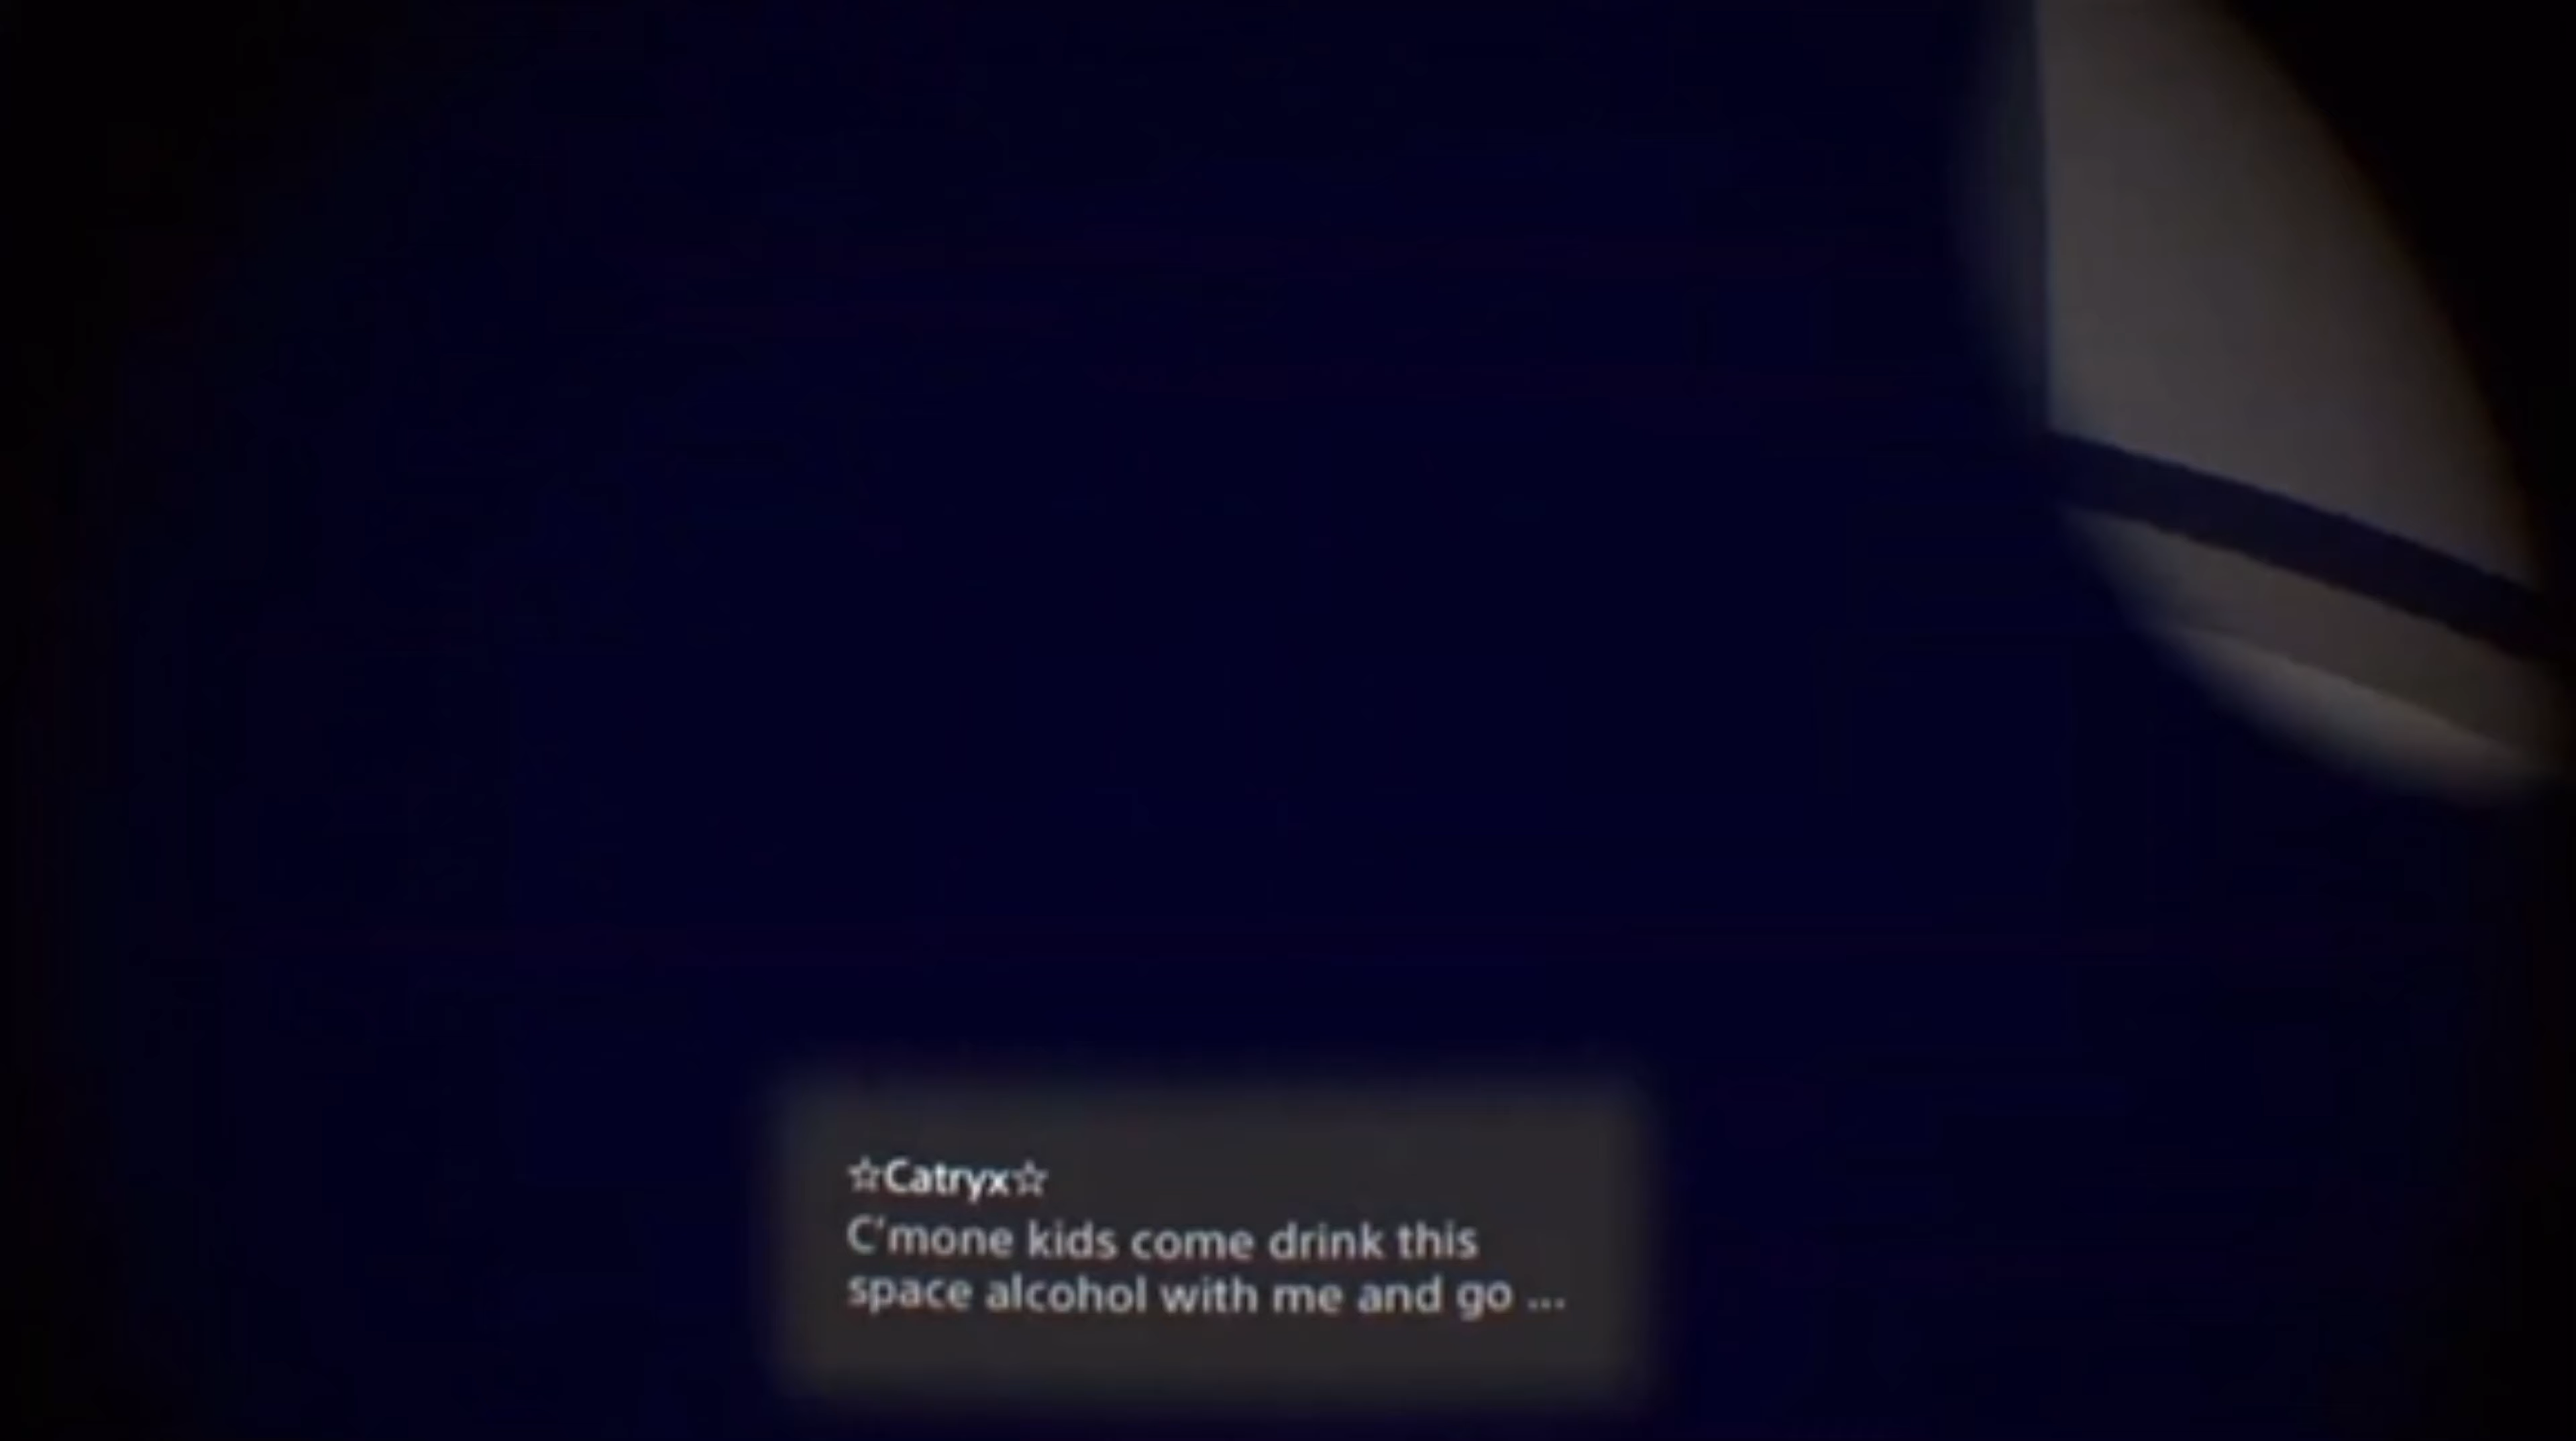 ☆Catryx☆
C'mone kids come drink this
space alcohol with me and go ...